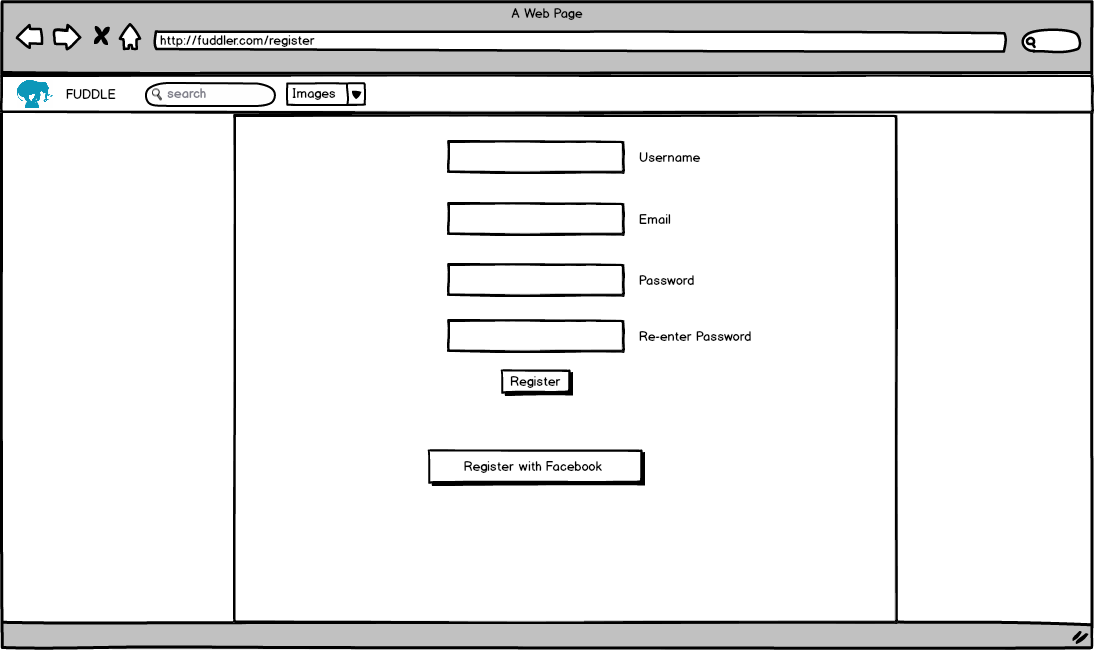 A Web Page
http://fuddler.com/register
FUDDLE search Images
Username
Email
Password
Re-enter Password
Register
Register with Facebook